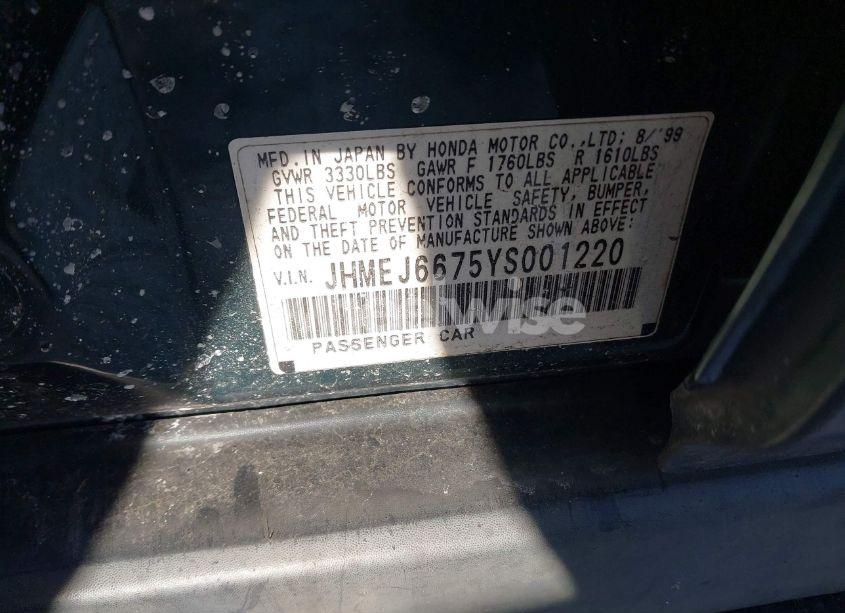 MFD. IN JAPAN BY HONDA MOTOR CO.,LTD; 8/'99
GVWR 3330LBS GAWR F 1760LBS R 1610LBS
THIS VEHICLE CONFORMS TO ALL APPLICABLE
FEDERAL MOTOR VEHICLE SAFETY, BUMPER,
AND THEFT PREVENTION STANDARDS IN EFFECT
ON THE DATE OF MANUFACTURE SHOWN ABOVE:
V.I.N. JHMEJ6675YS001220
PASSENGER CAR